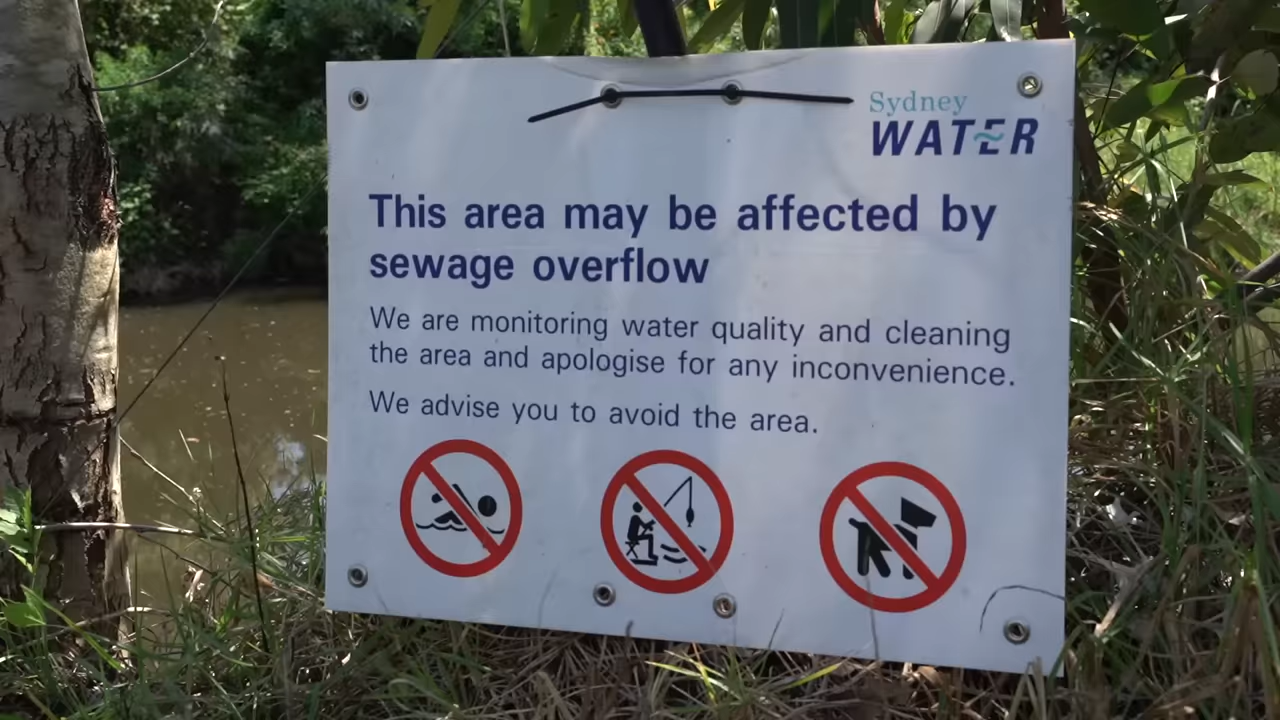 Sydney
WATER
This area may be affected by
sewage overflow
We are monitoring water quality and cleaning
the area and apologise for any inconvenience.
We advise you to avoid the area.